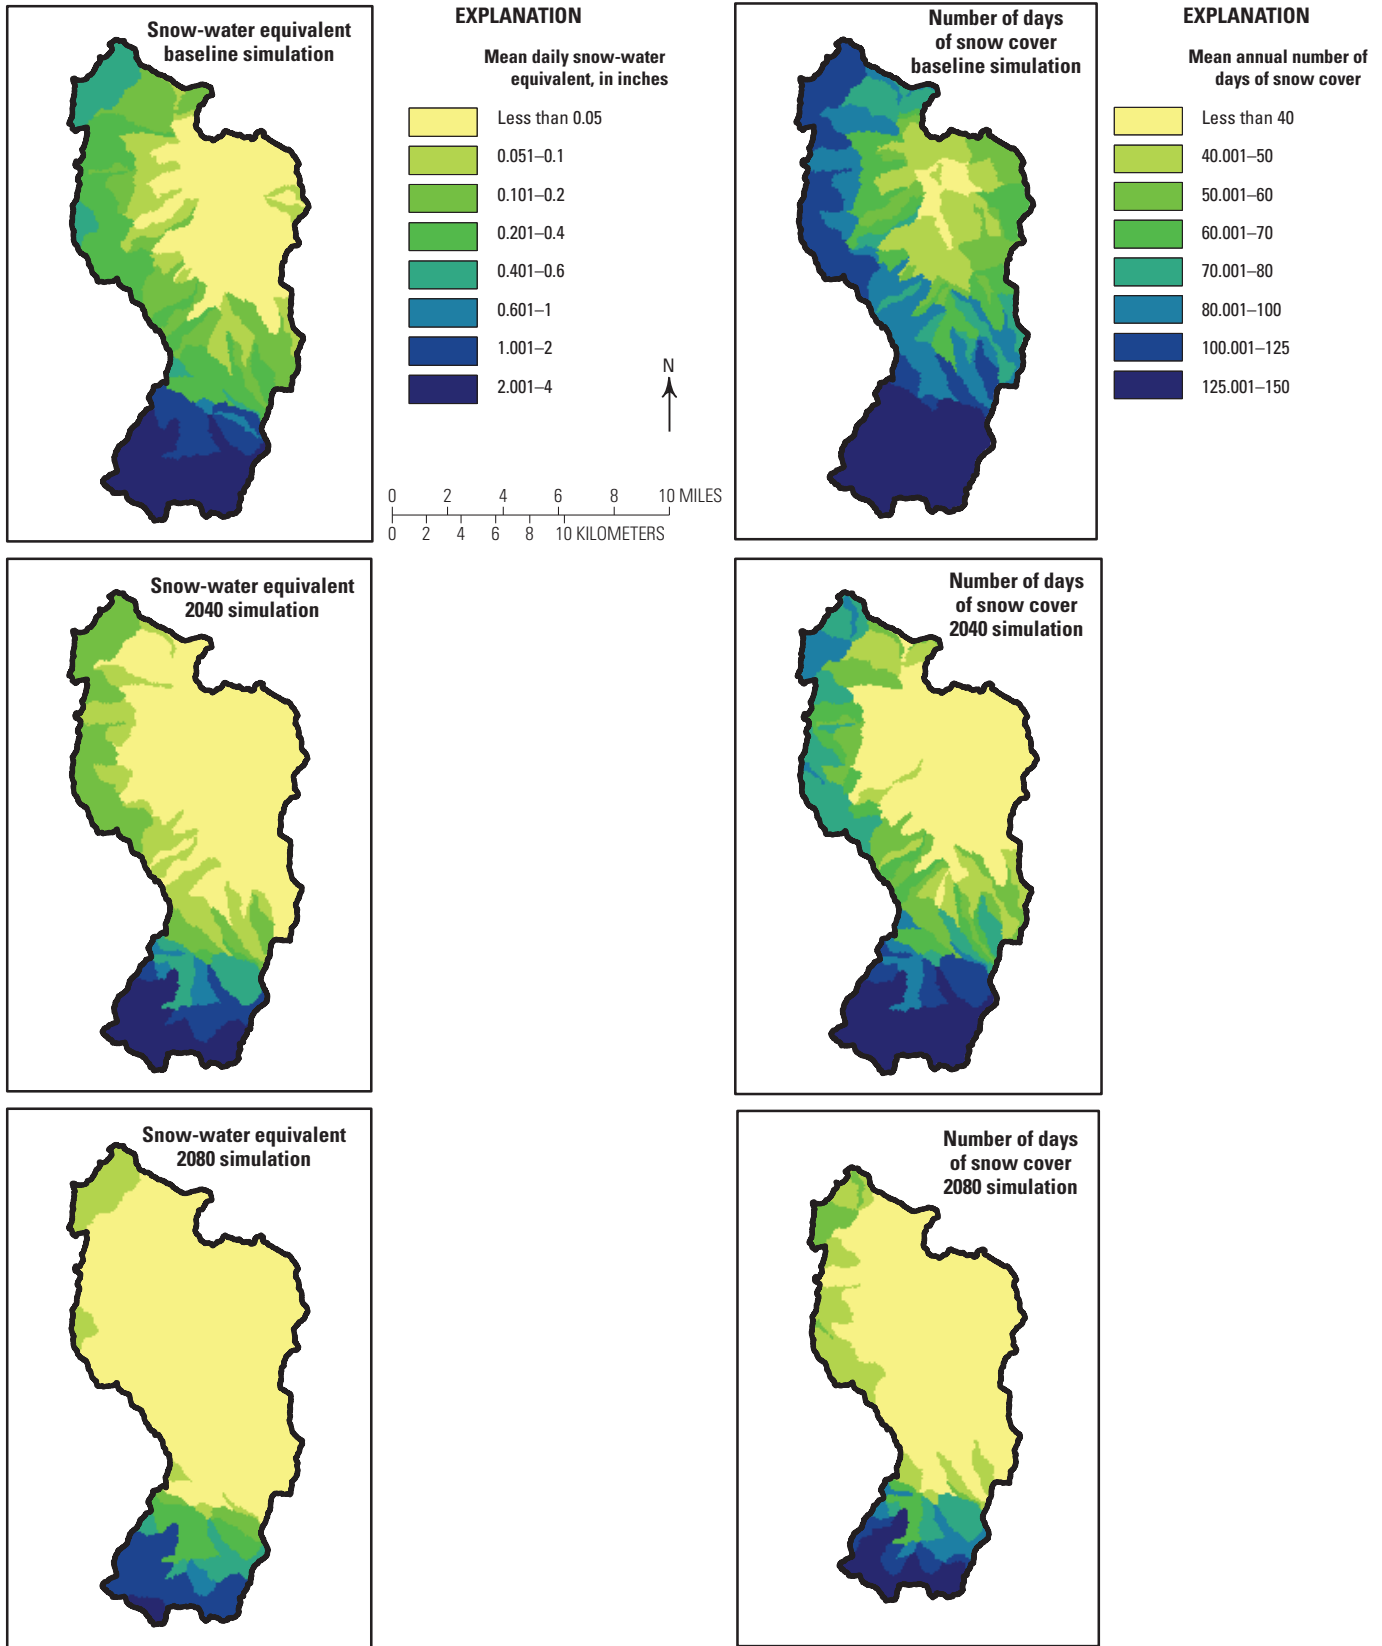 Snow-water equivalent
baseline simulation
EXPLANATION
Mean daily snow-water
equivalent, in inches
Less than 0.05
0.051–0.1
0.101–0.2
0.201–0.4
0.401–0.6
0.601–1
1.001–2
2.001–4
N
0 2 4 6 8 10 MILES
0 2 4 6 8 10 KILOMETERS
Number of days
of snow cover
baseline simulation
EXPLANATION
Mean annual number of
days of snow cover
Less than 40
40.001–50
50.001–60
60.001–70
70.001–80
80.001–100
100.001–125
125.001–150
Snow-water equivalent
2040 simulation
Number of days
of snow cover
2040 simulation
Snow-water equivalent
2080 simulation
Number of days
of snow cover
2080 simulation